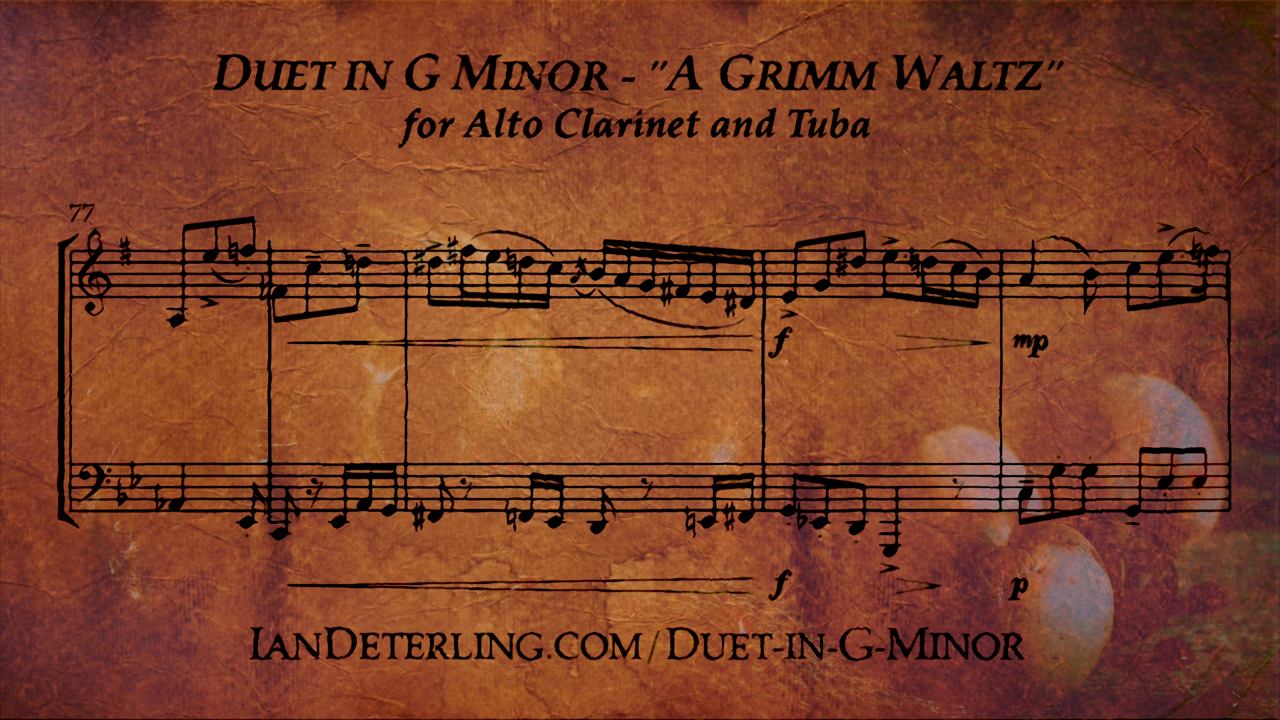 Duet in G Minor - "A Grimm Waltz"
for Alto Clarinet and Tuba
77
f
mp
f
p
IanDeterling.com/Duet-in-G-Minor